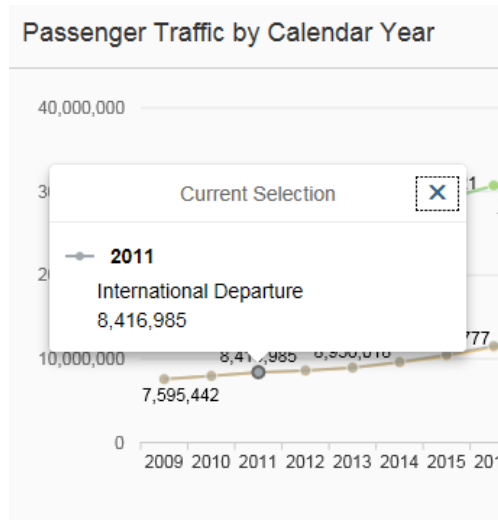 Passenger Traffic by Calendar Year
40,000,000
Current Selection
2011
International Departure
8,416,985
10,000,000
7,595,442
0
2009 2010 2011 2012 2013 2014 2015